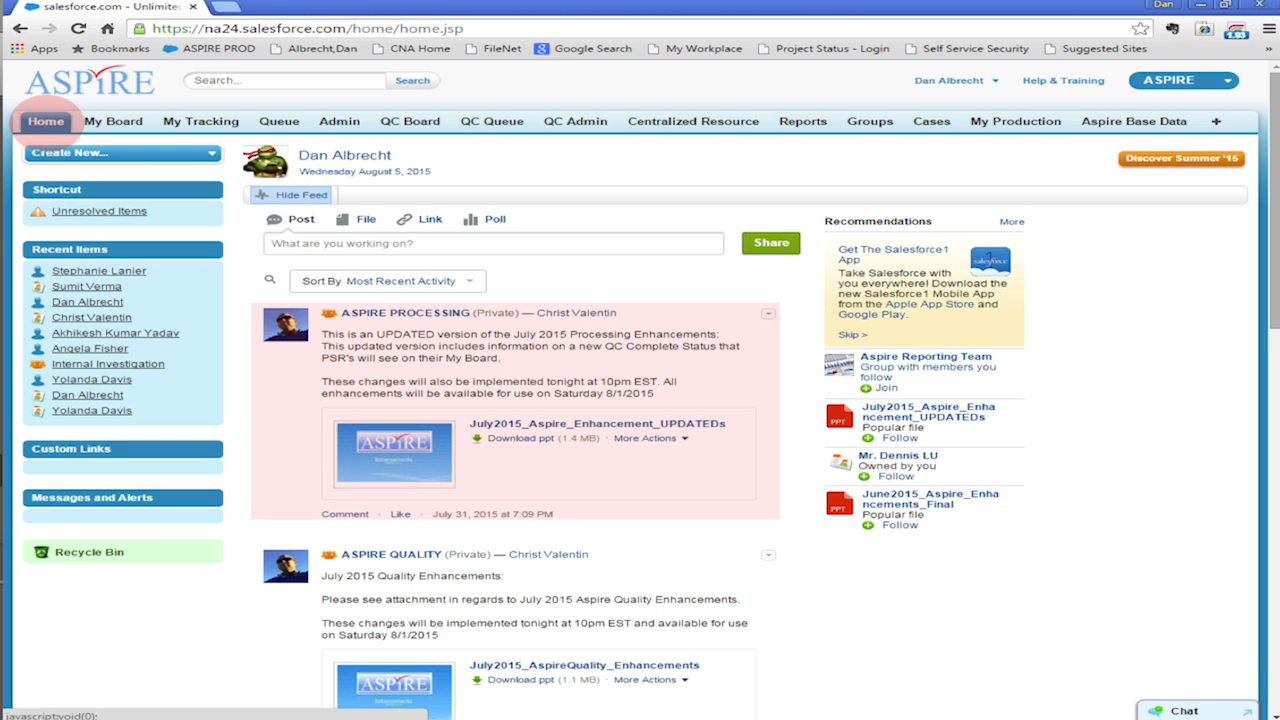 salesforce.com - Unlimite
Dan
https://na24.salesforce.com/home/home.jsp
Apps Bookmarks ASPIRE PROD Albrecht,Dan CNA Home FileNet Google Search My Workplace Project Status - Login Self Service Security Suggested Sites »
ASPIRE
Search... Search
Dan Albrecht Help & Training ASPIRE
Home My Board My Tracking Queue Admin QC Board QC Queue QC Admin Centralized Resource Reports Groups Cases My Production Aspire Base Data +
Create New...
Shortcut
Unresolved Items
Recent Items
Stephanie Lanier
Sumit Verma
Dan Albrecht
Christ Valentin
Akhikesh Kumar Yadav
Angela Fisher
Internal Investigation
Yolanda Davis
Dan Albrecht
Yolanda Davis
Custom Links
Messages and Alerts
Recycle Bin
Dan Albrecht
Wednesday August 5, 2015
Discover Summer '15
Hide Feed
Post File Link Poll
What are you working on?
Share
Sort By Most Recent Activity
ASPIRE PROCESSING (Private) — Christ Valentin
This is an UPDATED version of the July 2015 Processing Enhancements:
This updated version includes information on a new QC Complete Status that
PSR's will see on their My Board.
These changes will also be implemented tonight at 10pm EST. All
enhancements will be available for use on Saturday 8/1/2015
ASPIRE
July2015_Aspire_Enhancement_UPDATEDs
Download ppt (1.4 MB) · More Actions
Comment · Like · July 31, 2015 at 7:09 PM
ASPIRE QUALITY (Private) — Christ Valentin
July 2015 Quality Enhancements:
Please see attachment in regards to July 2015 Aspire Quality Enhancements.
These changes will be implemented tonight at 10pm EST and available for use
on Saturday 8/1/2015
ASPIRE
July2015_AspireQuality_Enhancements
Download ppt (1.1 MB) · More Actions
Recommendations More
Get The Salesforce1
App
salesforce
Take Salesforce with
you everywhere! Download the
new Salesforce1 Mobile App
from the Apple App Store and
Google Play.
Skip >
Aspire Reporting Team
Group with members you
follow
Join
PPT
July2015_Aspire_Enha
ncement_UPDATEDs
Popular file
Follow
Mr. Dennis LU
Owned by you
Follow
PPT
June2015_Aspire_Enha
ncements_Final
Popular file
Follow
Chat
javascript:void(0);